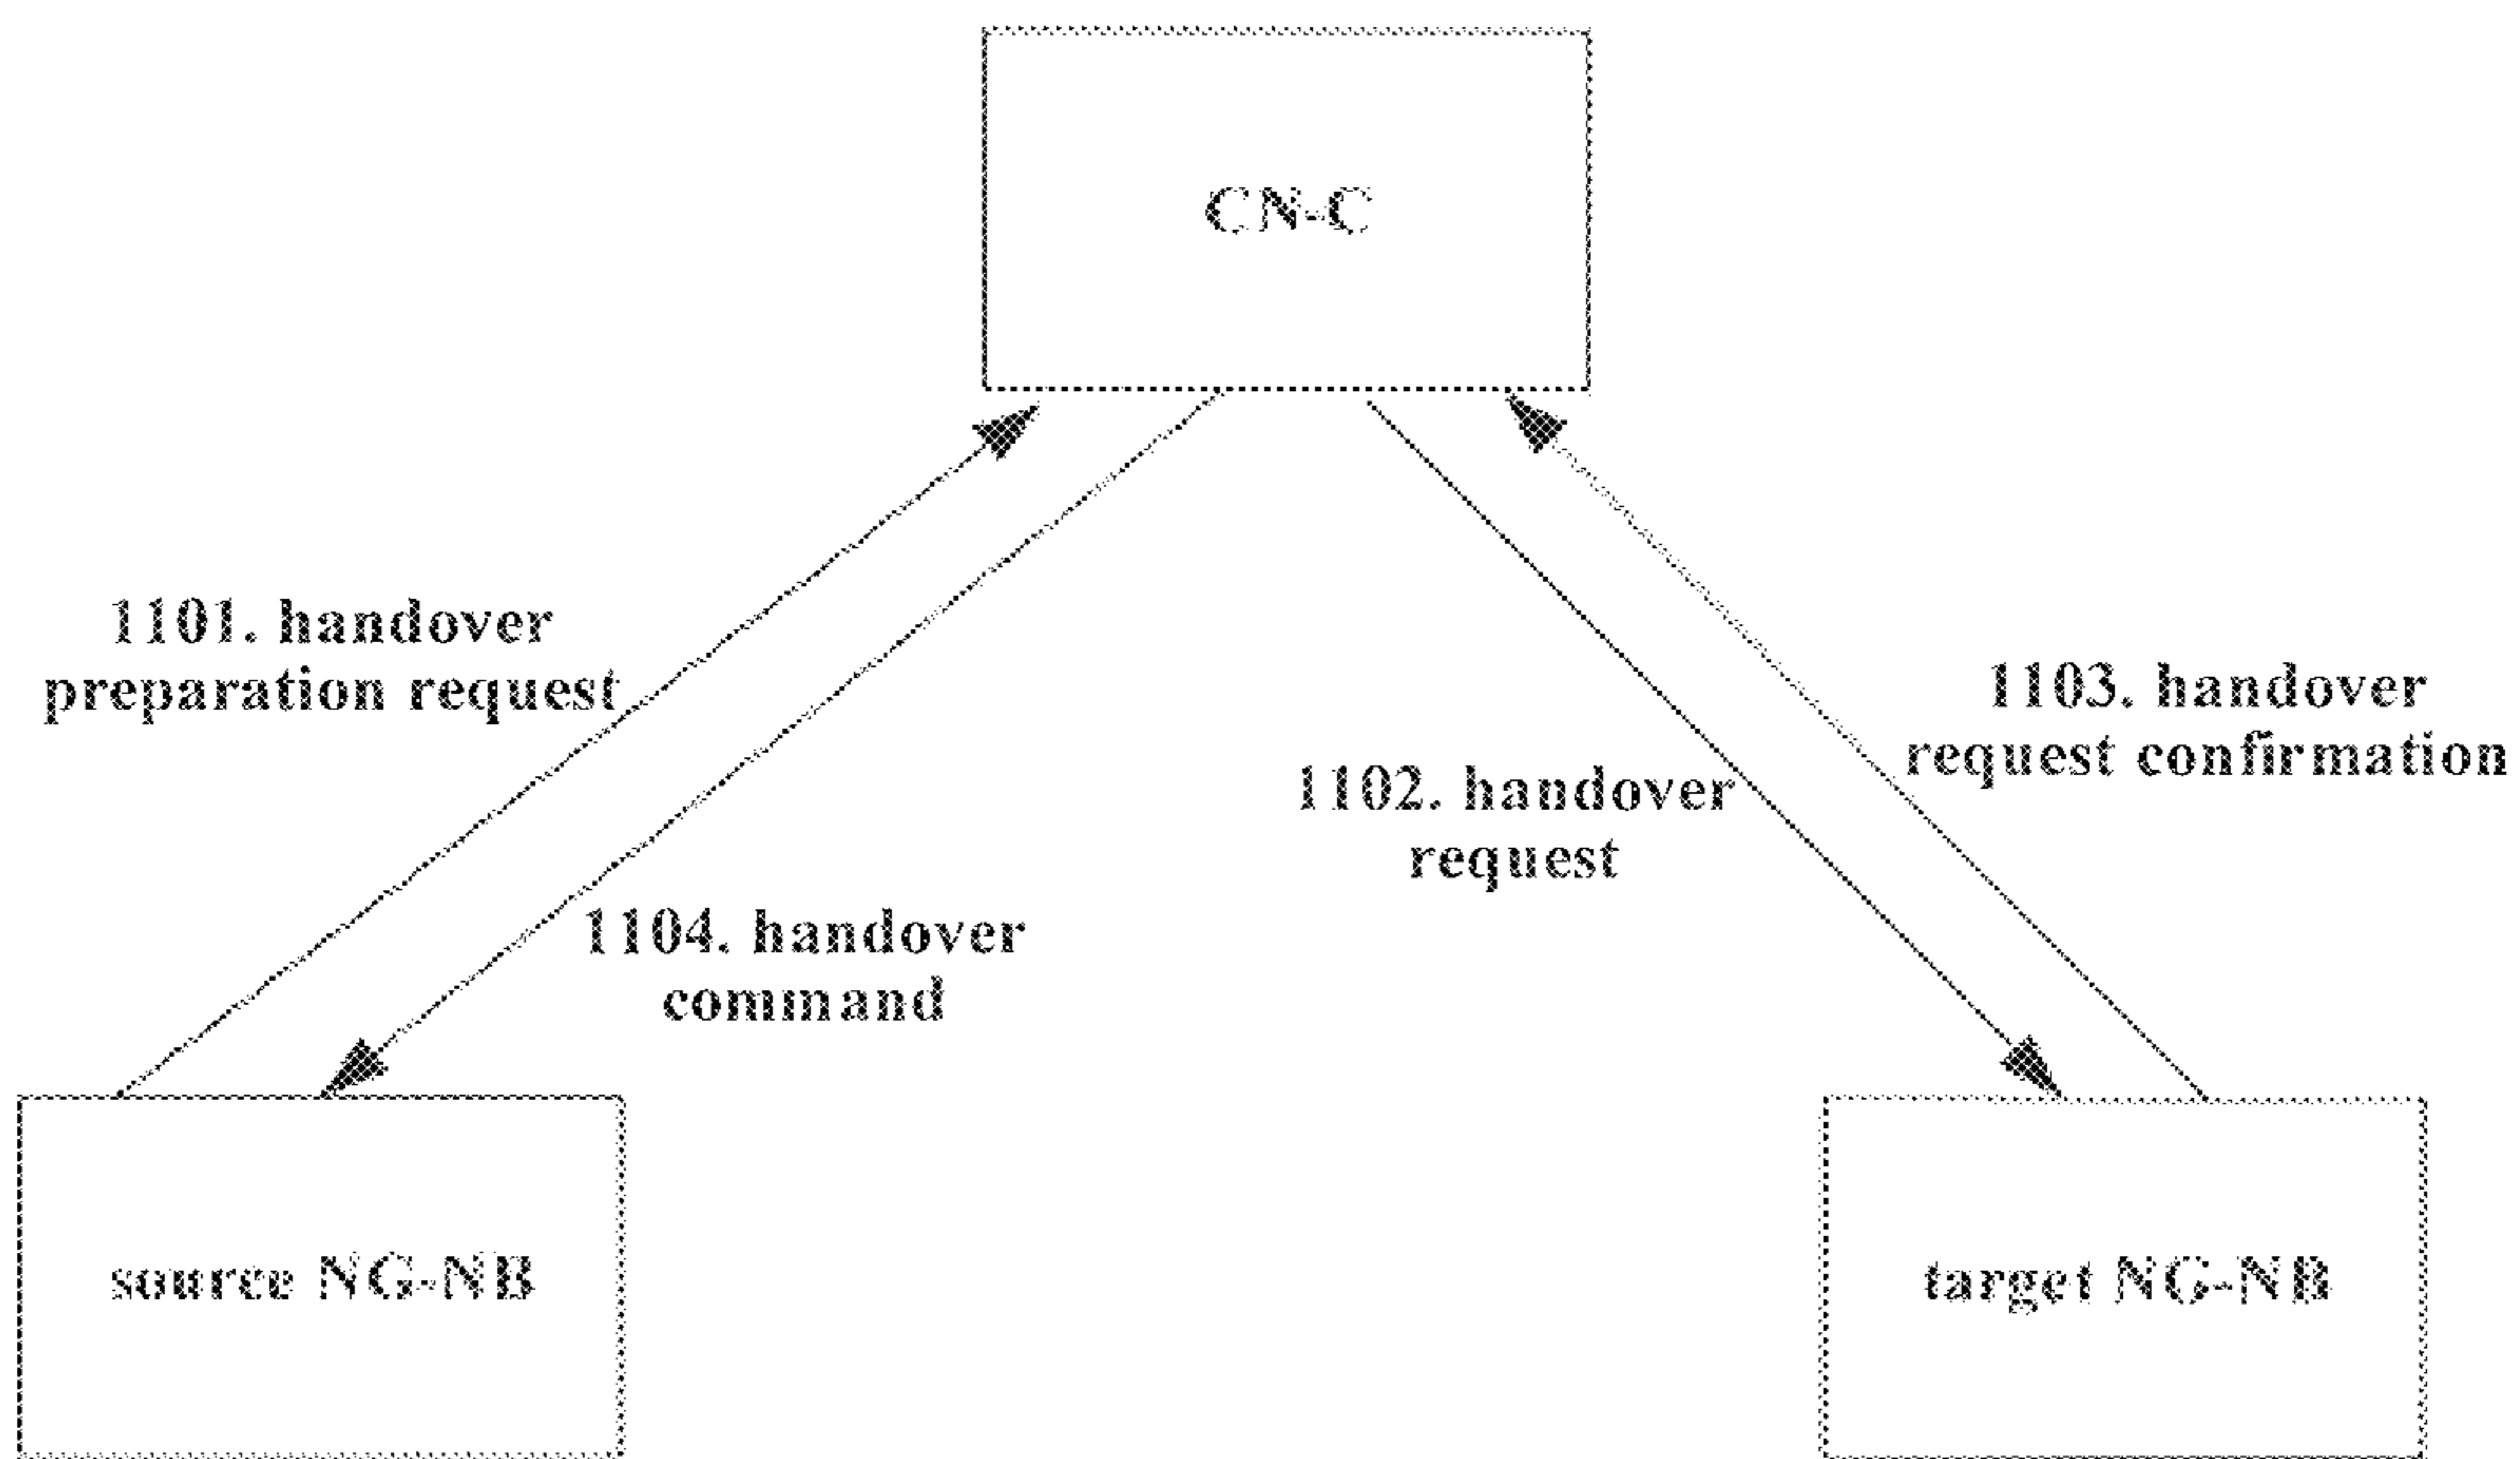 CN-C
1101. handover
preparation request
1103. handover
request confirmation
1102. handover
request
1104. handover
command
source NG-NB
target NG-NB